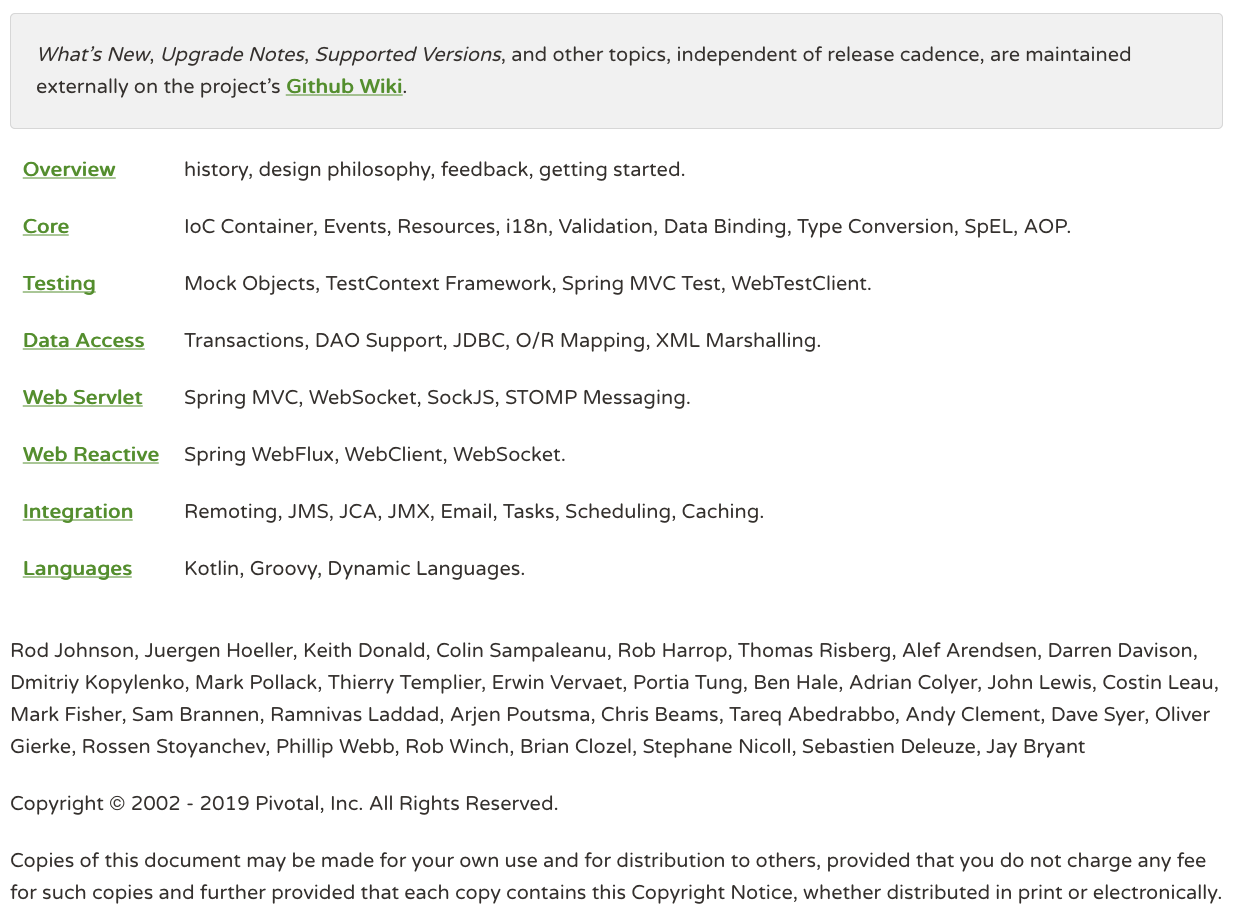 What’s New, Upgrade Notes, Supported Versions, and other topics, independent of release cadence, are maintained
externally on the project’s Github Wiki.
Overview history, design philosophy, feedback, getting started.
Core IoC Container, Events, Resources, i18n, Validation, Data Binding, Type Conversion, SpEL, AOP.
Testing Mock Objects, TestContext Framework, Spring MVC Test, WebTestClient.
Data Access Transactions, DAO Support, JDBC, O/R Mapping, XML Marshalling.
Web Servlet Spring MVC, WebSocket, SockJS, STOMP Messaging.
Web Reactive Spring WebFlux, WebClient, WebSocket.
Integration Remoting, JMS, JCA, JMX, Email, Tasks, Scheduling, Caching.
Languages Kotlin, Groovy, Dynamic Languages.
Rod Johnson, Juergen Hoeller, Keith Donald, Colin Sampaleanu, Rob Harrop, Thomas Risberg, Alef Arendsen, Darren Davison,
Dmitriy Kopylenko, Mark Pollack, Thierry Templier, Erwin Vervaet, Portia Tung, Ben Hale, Adrian Colyer, John Lewis, Costin Leau,
Mark Fisher, Sam Brannen, Ramnivas Laddad, Arjen Poutsma, Chris Beams, Tareq Abedrabbo, Andy Clement, Dave Syer, Oliver
Gierke, Rossen Stoyanchev, Phillip Webb, Rob Winch, Brian Clozel, Stephane Nicoll, Sebastien Deleuze, Jay Bryant
Copyright © 2002 - 2019 Pivotal, Inc. All Rights Reserved.
Copies of this document may be made for your own use and for distribution to others, provided that you do not charge any fee
for such copies and further provided that each copy contains this Copyright Notice, whether distributed in print or electronically.